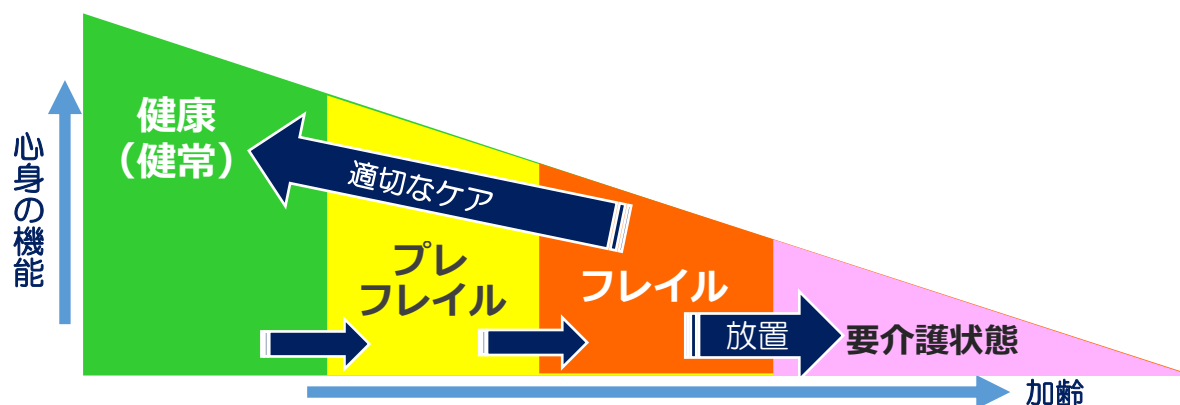 心身の機能
健康
（健常）
適切なケア
プレ
フレイル
フレイル
放置
要介護状態
加齢